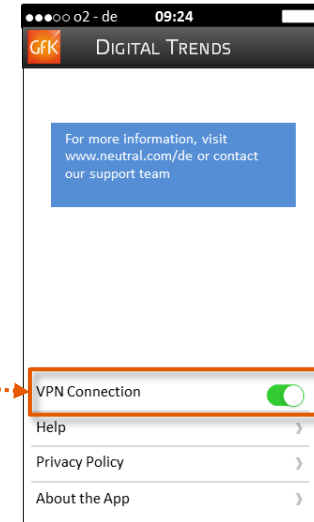 o2 - de 09:24
GfK DIGITAL TRENDS
For more information, visit
www.neutral.com/de or contact
our support team
VPN Connection
Help
Privacy Policy
About the App